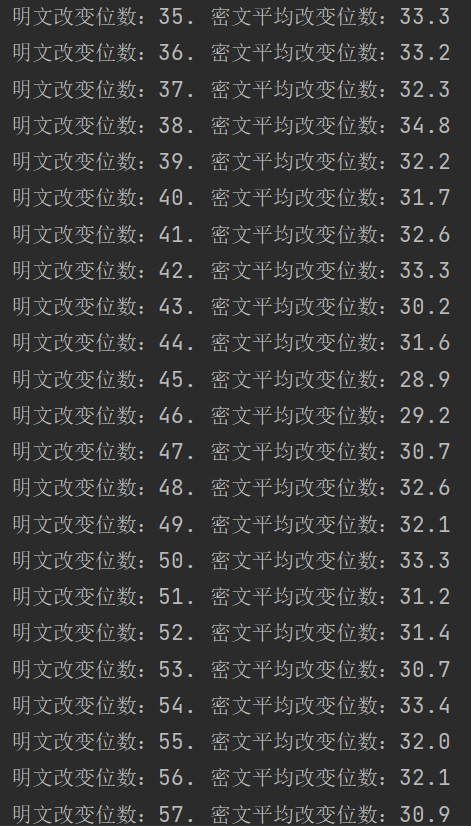 明文改变位数：35. 密文平均改变位数：33.3
明文改变位数：36. 密文平均改变位数：33.2
明文改变位数：37. 密文平均改变位数：32.3
明文改变位数：38. 密文平均改变位数：34.8
明文改变位数：39. 密文平均改变位数：32.2
明文改变位数：40. 密文平均改变位数：31.7
明文改变位数：41. 密文平均改变位数：32.6
明文改变位数：42. 密文平均改变位数：33.3
明文改变位数：43. 密文平均改变位数：30.2
明文改变位数：44. 密文平均改变位数：31.6
明文改变位数：45. 密文平均改变位数：28.9
明文改变位数：46. 密文平均改变位数：29.2
明文改变位数：47. 密文平均改变位数：30.7
明文改变位数：48. 密文平均改变位数：32.6
明文改变位数：49. 密文平均改变位数：32.1
明文改变位数：50. 密文平均改变位数：33.3
明文改变位数：51. 密文平均改变位数：31.2
明文改变位数：52. 密文平均改变位数：31.4
明文改变位数：53. 密文平均改变位数：30.7
明文改变位数：54. 密文平均改变位数：33.4
明文改变位数：55. 密文平均改变位数：32.0
明文改变位数：56. 密文平均改变位数：32.1
明文改变位数：57. 密文平均改变位数：30.9